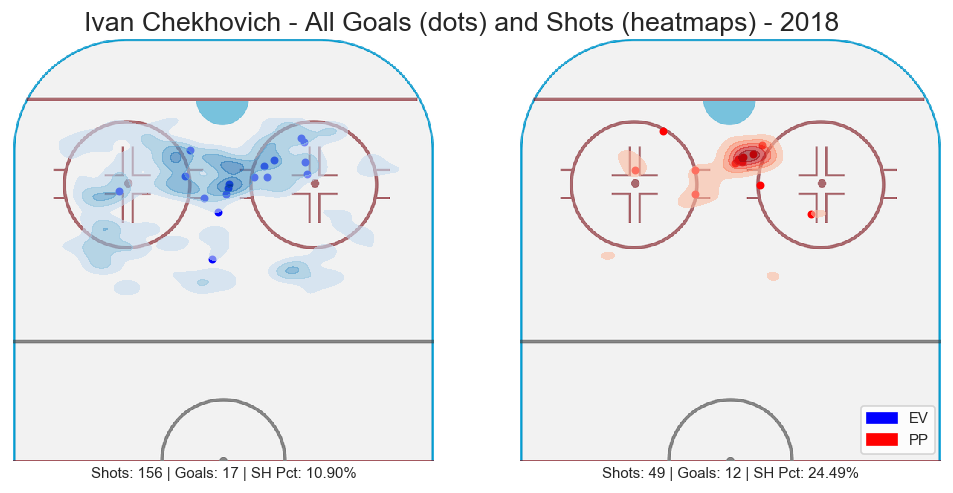 Ivan Chekhovich - All Goals (dots) and Shots (heatmaps) - 2018
EV
PP
Shots: 156 | Goals: 17 | SH Pct: 10.90%
Shots: 49 | Goals: 12 | SH Pct: 24.49%